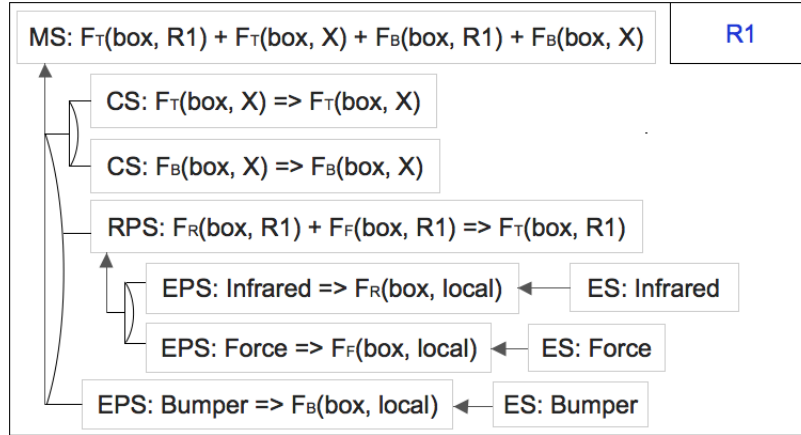 MS: FT(box, R1) + FT(box, X) + FB(box, R1) + FB(box, X)
R1
CS: FT(box, X) => FT(box, X)
CS: FB(box, X) => FB(box, X)
RPS: FR(box, R1) + FF(box, R1) => FT(box, R1)
EPS: Infrared => FR(box, local)
ES: Infrared
EPS: Force => FF(box, local)
ES: Force
EPS: Bumper => FB(box, local)
ES: Bumper